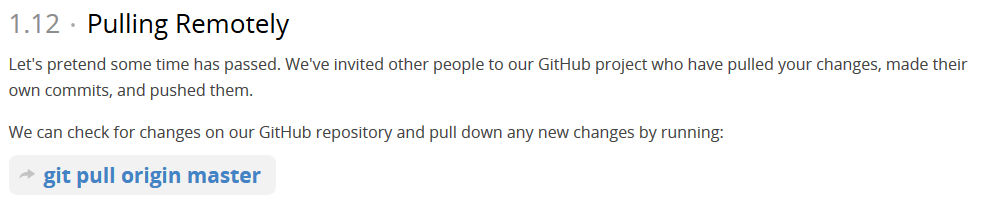 1.12 · Pulling Remotely
Let's pretend some time has passed. We've invited other people to our GitHub project who have pulled your changes, made their
own commits, and pushed them.
We can check for changes on our GitHub repository and pull down any new changes by running:
git pull origin master